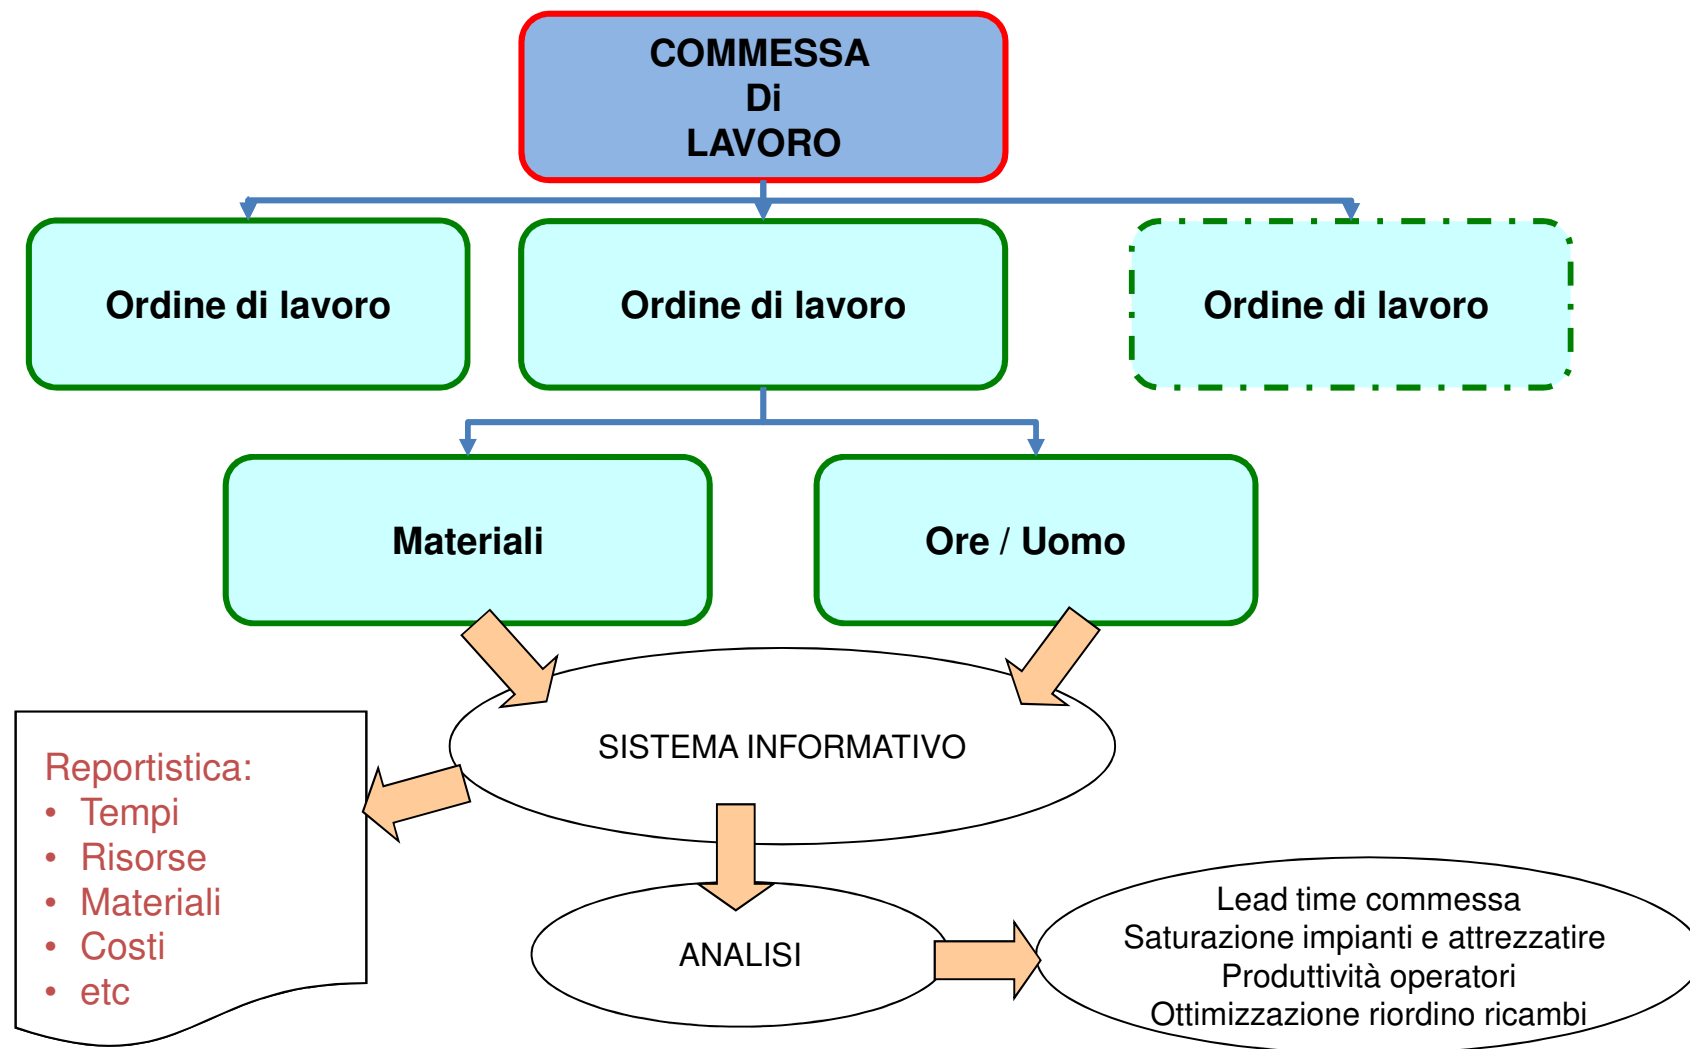 COMMESSA
Di
LAVORO
Ordine di lavoro
Ordine di lavoro
Ordine di lavoro
Materiali
Ore / Uomo
SISTEMA INFORMATIVO
Reportistica:
• Tempi
• Risorse
• Materiali
• Costi
• etc
ANALISI
Lead time commessa
Saturazione impianti e attrezzatire
Produttività operatori
Ottimizzazione riordino ricambi